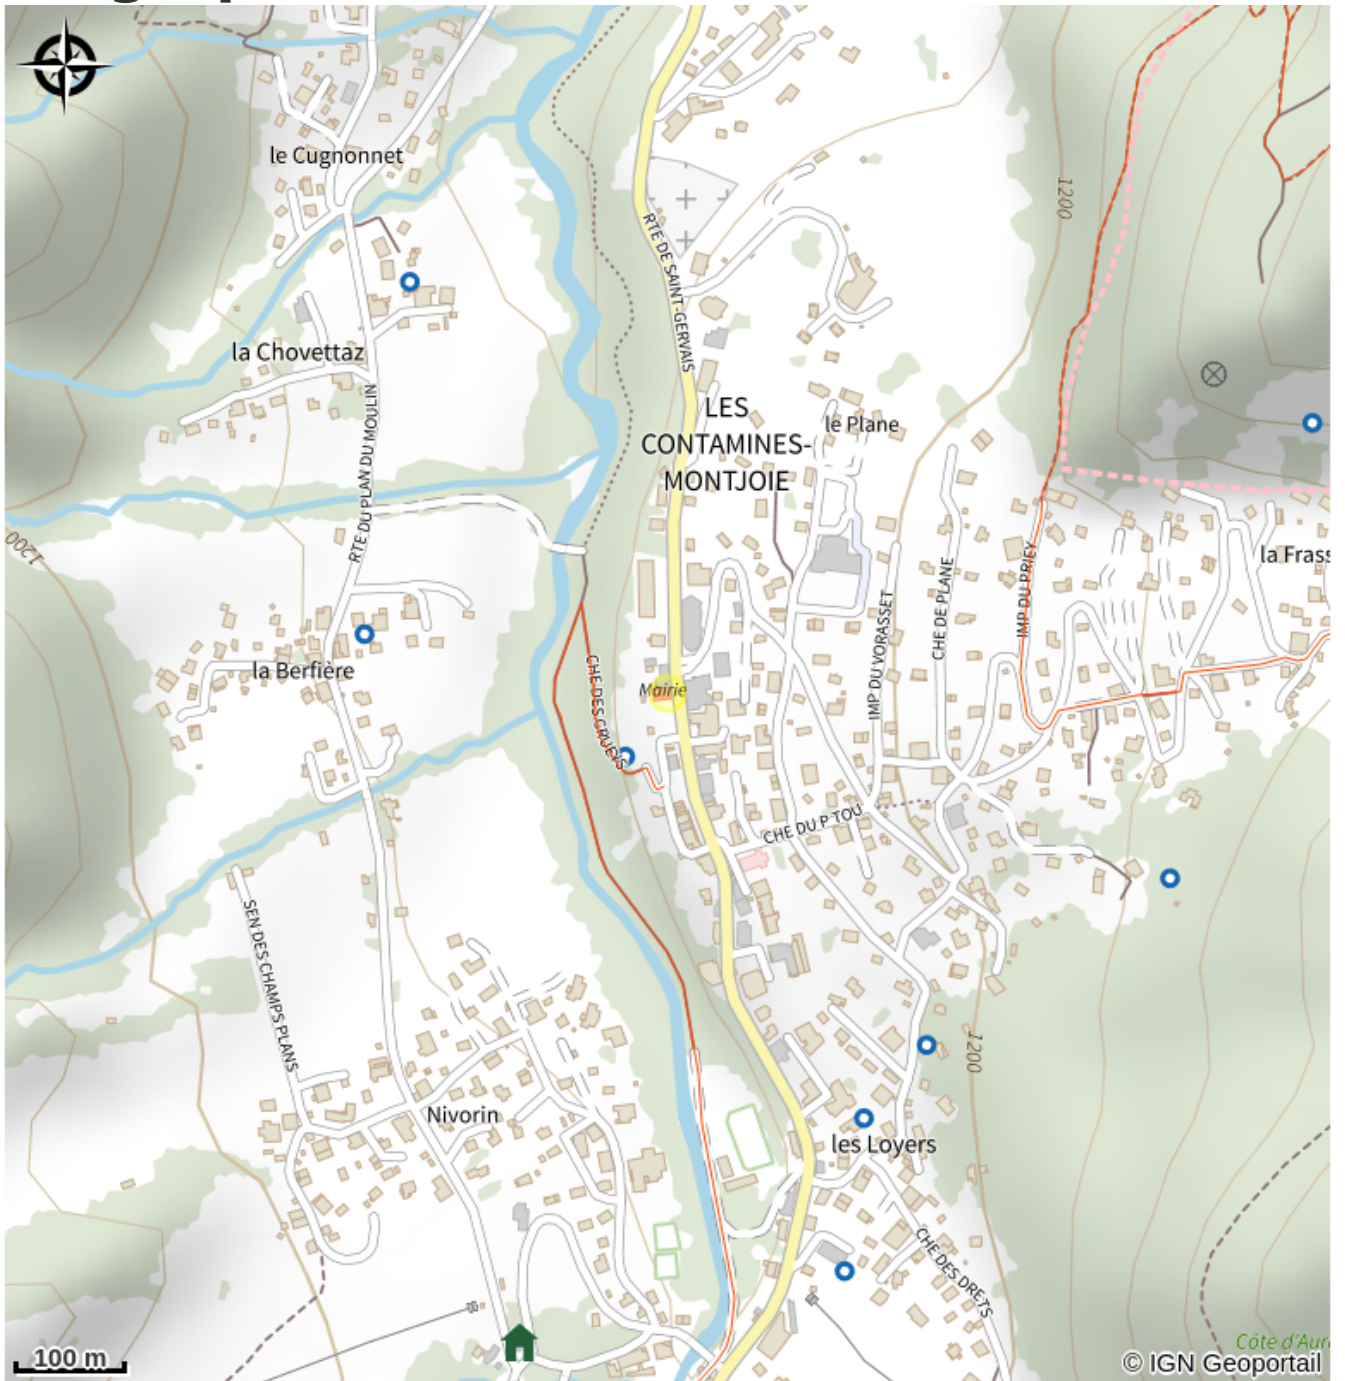 le Cugnonnet
1200
RTE DE SAINT-GERVAIS
la Chovettaz
RTE DU PLAN DU MOULIN
LES
CONTAMINES-
MONTJOIE
le Plane
1200
la Frass
IMP DU PRIEY
CHE DE PLANE
IMP DU VORASSET
la Berfière
CHE DES GRUEYS
Mairie
CHE DU P TOU
SEN DES CHAMPS PLANS
1200
Nivorin
les Loyers
CHE DES DRETS
Côte d'Aur
100 m
© IGN Geoportail